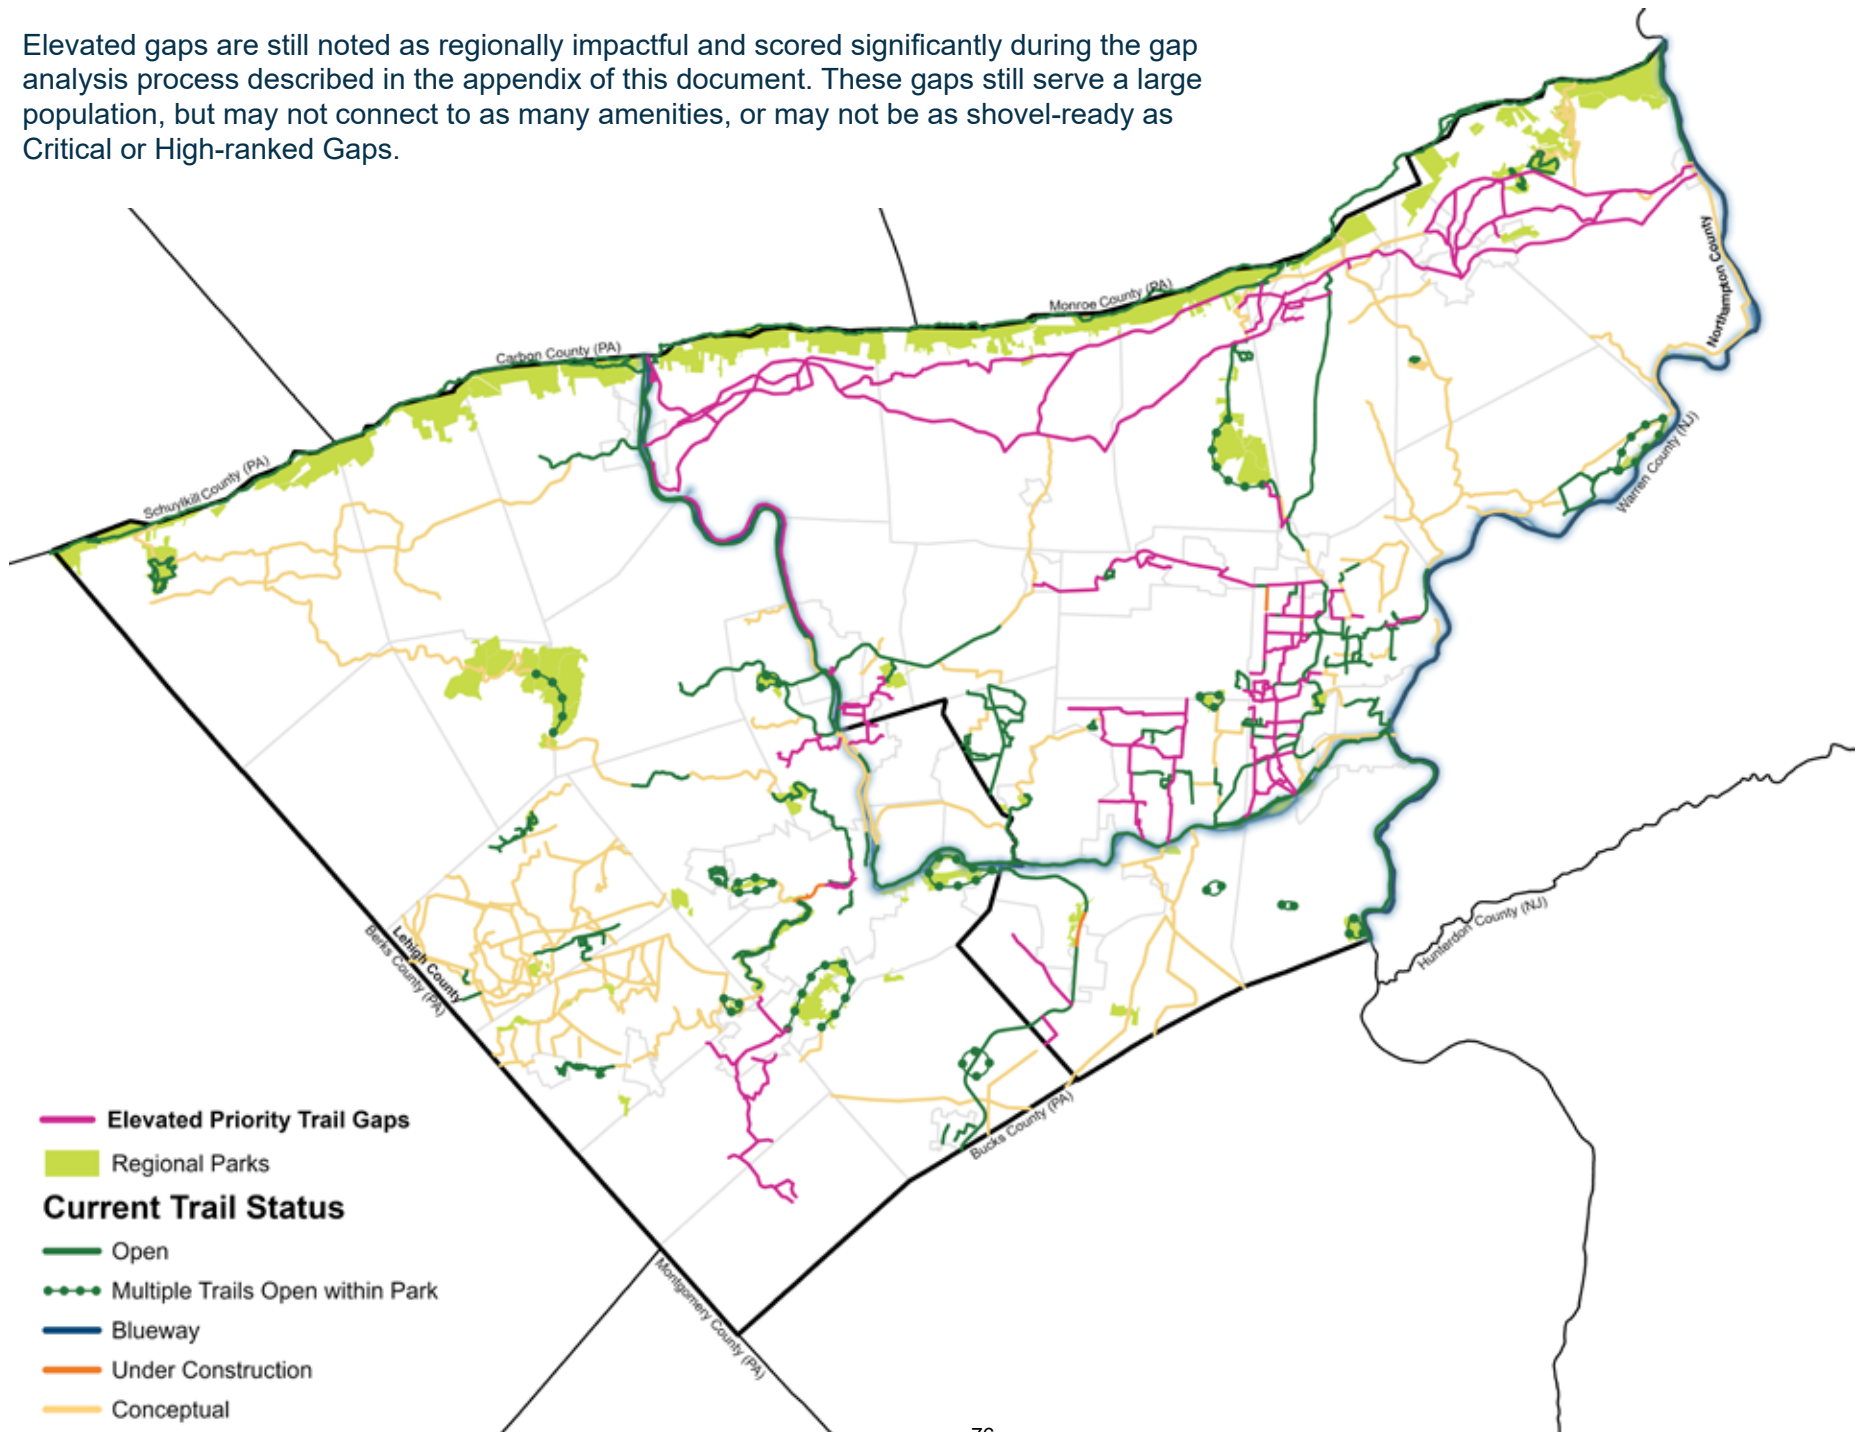 Elevated gaps are still noted as regionally impactful and scored significantly during the gap
analysis process described in the appendix of this document. These gaps still serve a large
population, but may not connect to as many amenities, or may not be as shovel-ready as
Critical or High-ranked Gaps.
Northampton County
Monroe County (PA)
Carbon County (PA)
Schuylkill County (PA)
Warren County (NJ)
Hunterdon County (NJ)
Lehigh County
Berks County (PA)
Bucks County (PA)
Montgomery County (PA)
Elevated Priority Trail Gaps
Regional Parks
Current Trail Status
Open
Multiple Trails Open within Park
Blueway
Under Construction
Conceptual